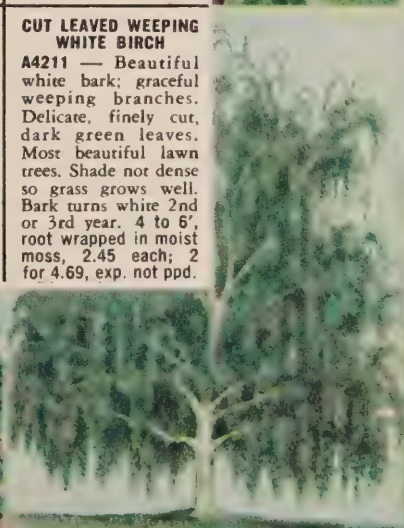 CUT LEAVED WEEPING
WHITE BIRCH
A4211 — Beautiful
white bark; graceful
weeping branches.
Delicate, finely cut,
dark green leaves.
Most beautiful lawn
trees. Shade not dense
so grass grows well.
Bark turns white 2nd
or 3rd year. 4 to 6′,
root wrapped in moist
moss, 2.45 each; 2
for 4.69, exp. not ppd.